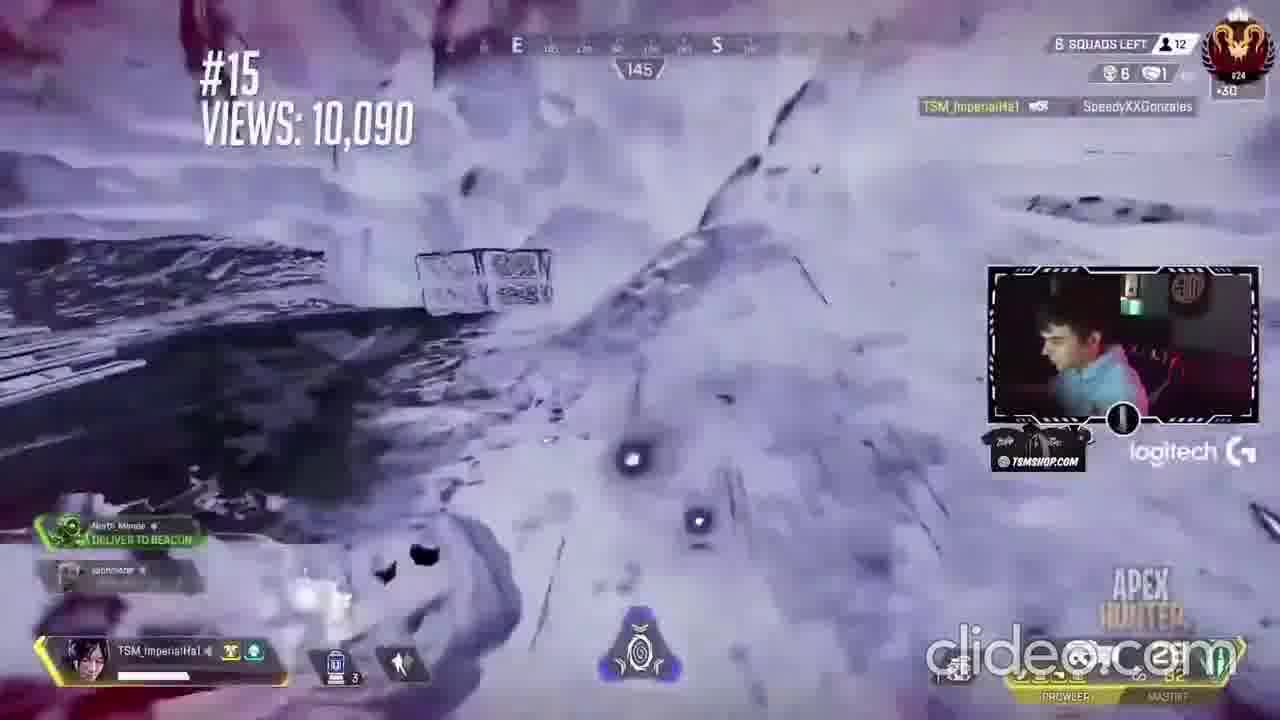 #15
VIEWS: 10,090
E
S
145
6 SQUADS LEFT
12
6
1
#24
+30
TSM_ImperialHal
SpeedyXXGonzales
logitech G
TSMSHOP.COM
DELIVER TO BEACON
APEX
HUNTER
TSM_ImperialHal
3
clideo.com
PROWLER
MASTIFF